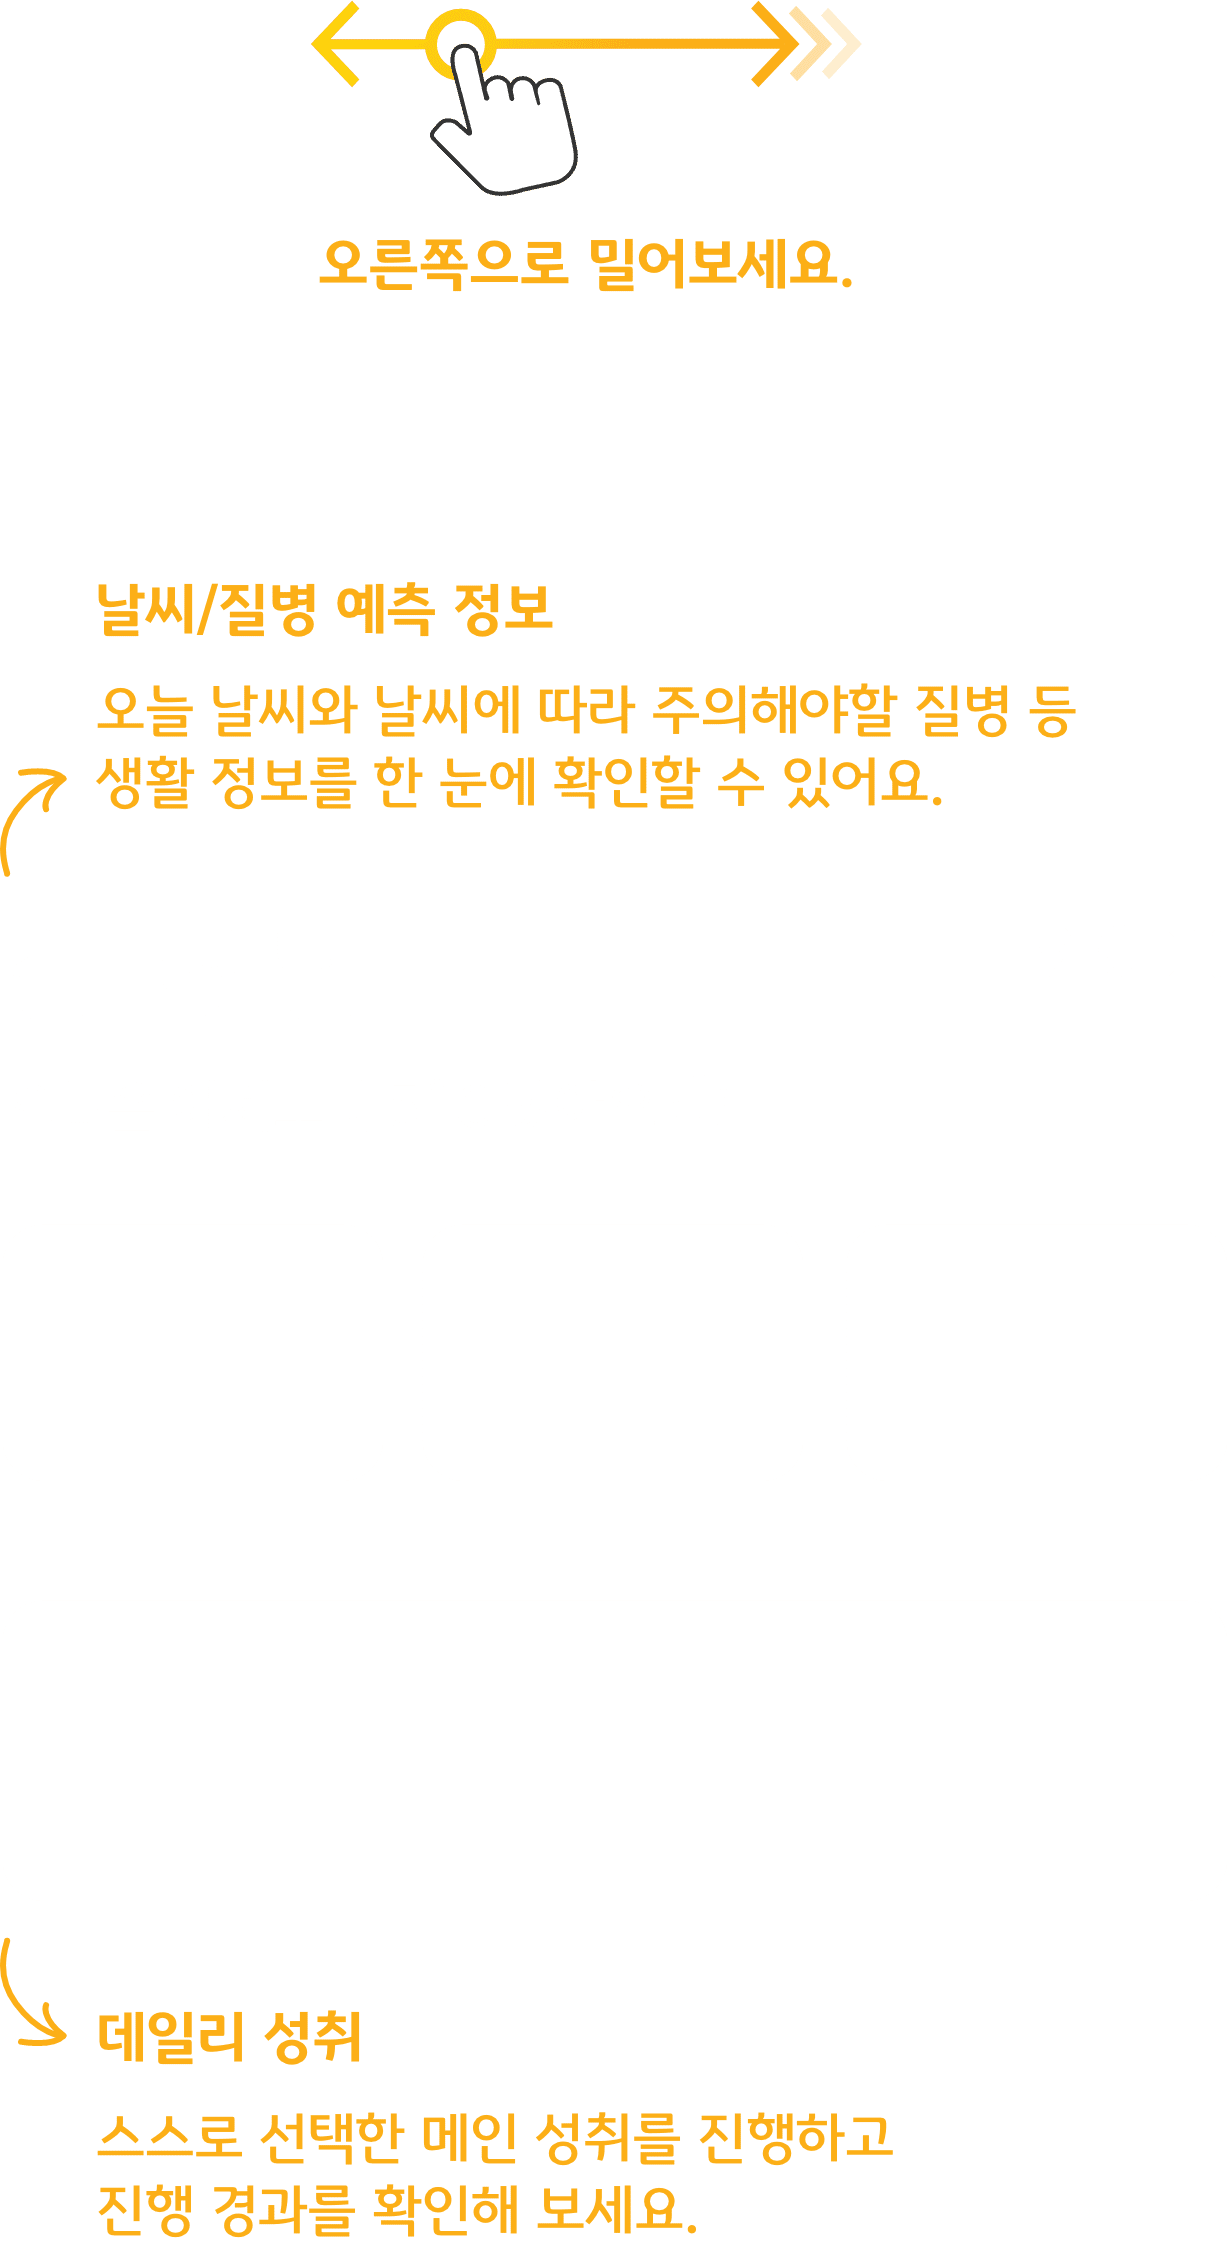 오른쪽으로 밀어보세요.
날씨/질병 예측 정보
오늘 날씨와 날씨에 따라 주의해야할 질병 등
생활 정보를 한 눈에 확인할 수 있어요.
데일리 성취
스스로 선택한 메인 성취를 진행하고
진행 경과를 확인해 보세요.